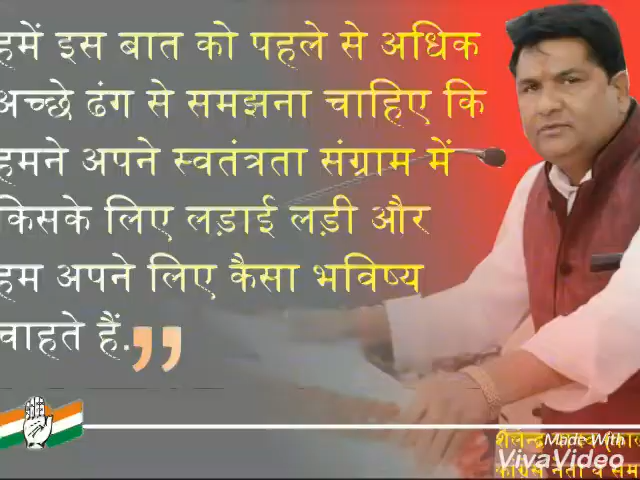 हमें इस बात को पहले से अधिक
अच्छे ढंग से समझना चाहिए कि
हमने अपने स्वतंत्रता संग्राम में
किसके लिए लड़ाई लड़ी और
हम अपने लिए कैसा भविष्य
चाहते हैं.”
शैलेन्द्र
Made With
VivaVideo
कांग्रेस नेता व